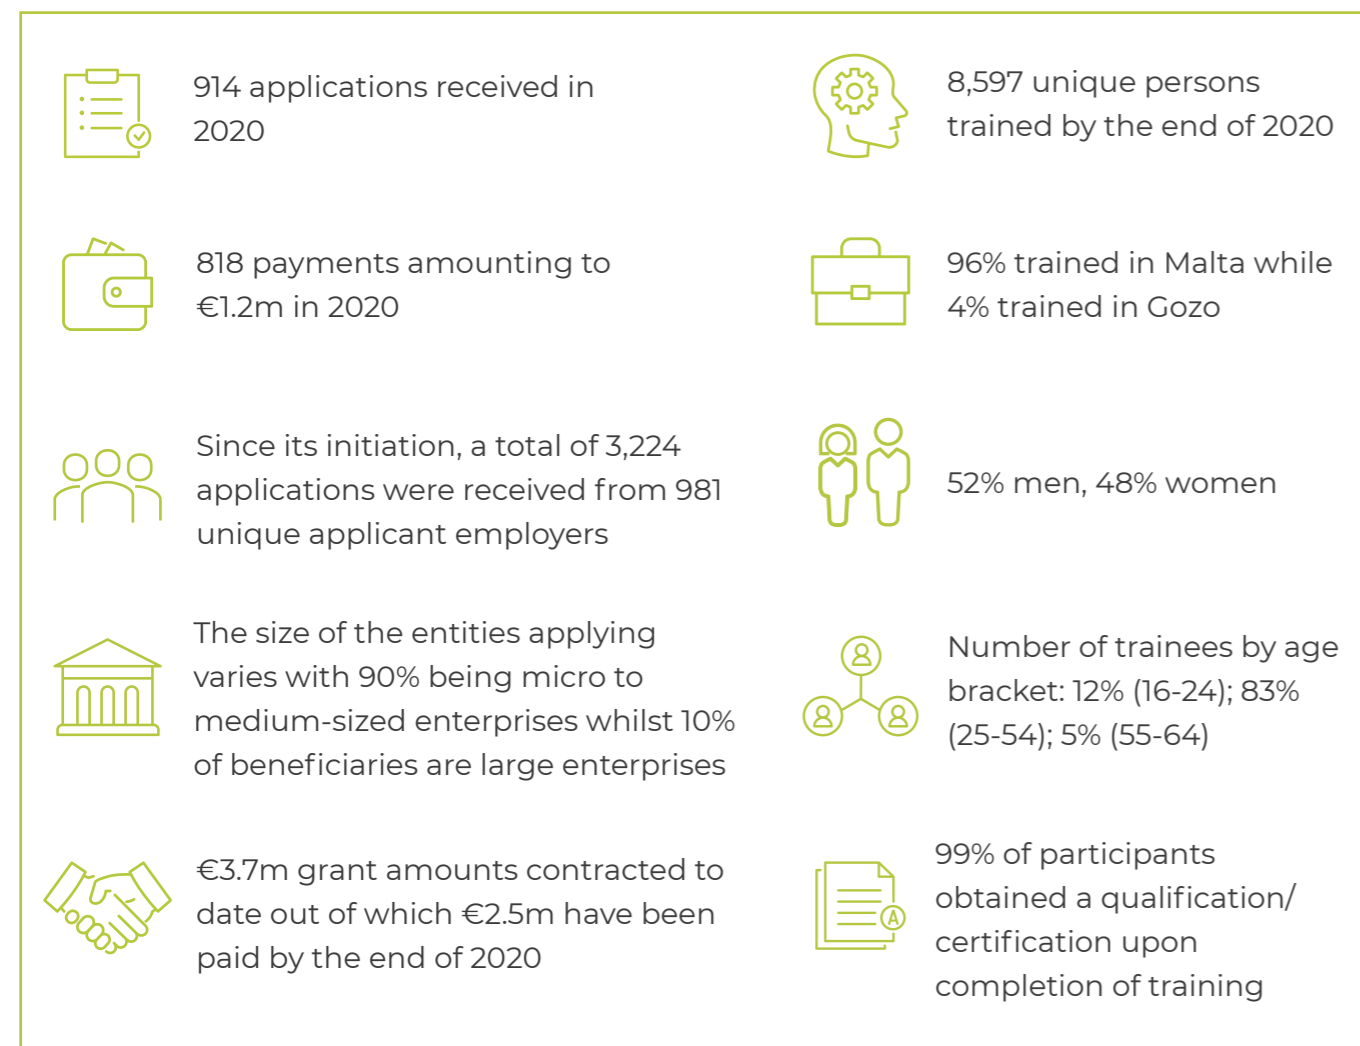 914 applications received in
2020
818 payments amounting to
€1.2m in 2020
Since its initiation, a total of 3,224
applications were received from 981
unique applicant employers
The size of the entities applying
varies with 90% being micro to
medium-sized enterprises whilst 10%
of beneficiaries are large enterprises
€3.7m grant amounts contracted to
date out of which €2.5m have been
paid by the end of 2020
8,597 unique persons
trained by the end of 2020
96% trained in Malta while
4% trained in Gozo
52% men, 48% women
Number of trainees by age
bracket: 12% (16-24); 83%
(25-54); 5% (55-64)
A
99% of participants
obtained a qualification/
certification upon
completion of training